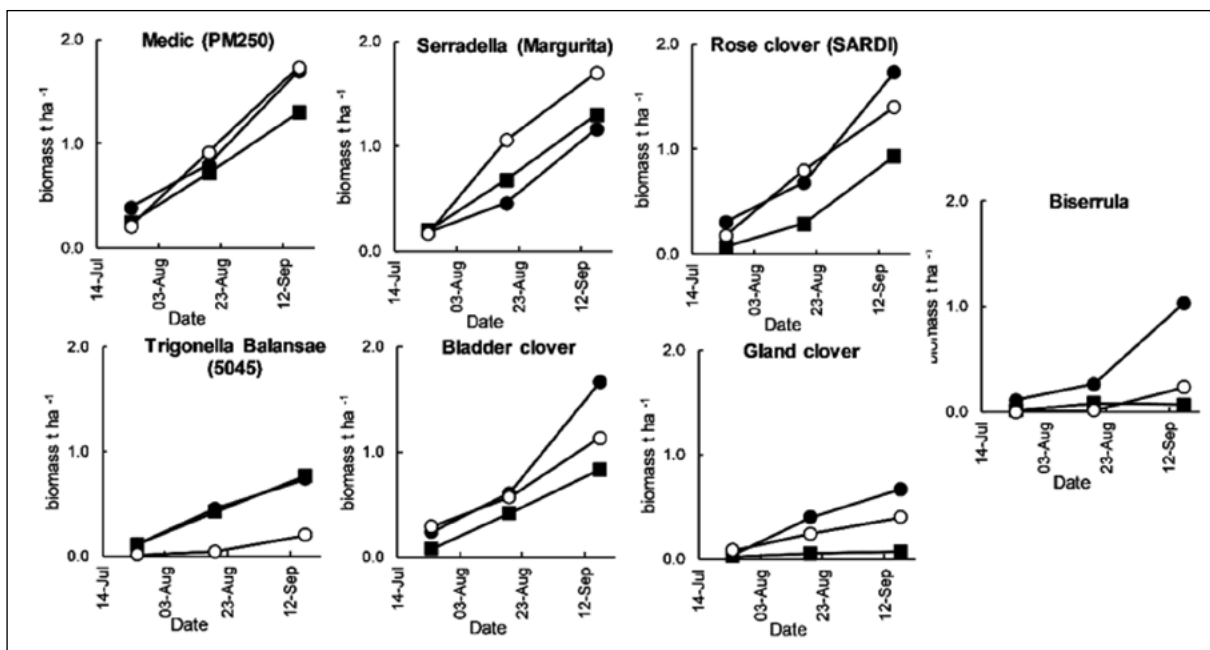 Medic (PM250)
2.0
1.0
0.0
biomass t ha -1
14-Jul
03-Aug
23-Aug
12-Sep
Date
Serradella (Margurita)
2.0
1.0
0.0
biomass t ha -1
14-Jul
03-Aug
23-Aug
12-Sep
Date
Rose clover (SARDI)
2.0
1.0
0.0
biomass t ha -1
14-Jul
03-Aug
23-Aug
12-Sep
Date
Biserrula
2.0
1.0
0.0
biomass t ha -1
14-Jul
03-Aug
23-Aug
12-Sep
Date
Trigonella Balansae
(5045)
2.0
1.0
0.0
biomass t ha -1
14-Jul
03-Aug
23-Aug
12-Sep
Date
Bladder clover
2.0
1.0
0.0
biomass t ha -1
14-Jul
03-Aug
23-Aug
12-Sep
Date
Gland clover
2.0
1.0
0.0
biomass t ha -1
14-Jul
03-Aug
23-Aug
12-Sep
Date